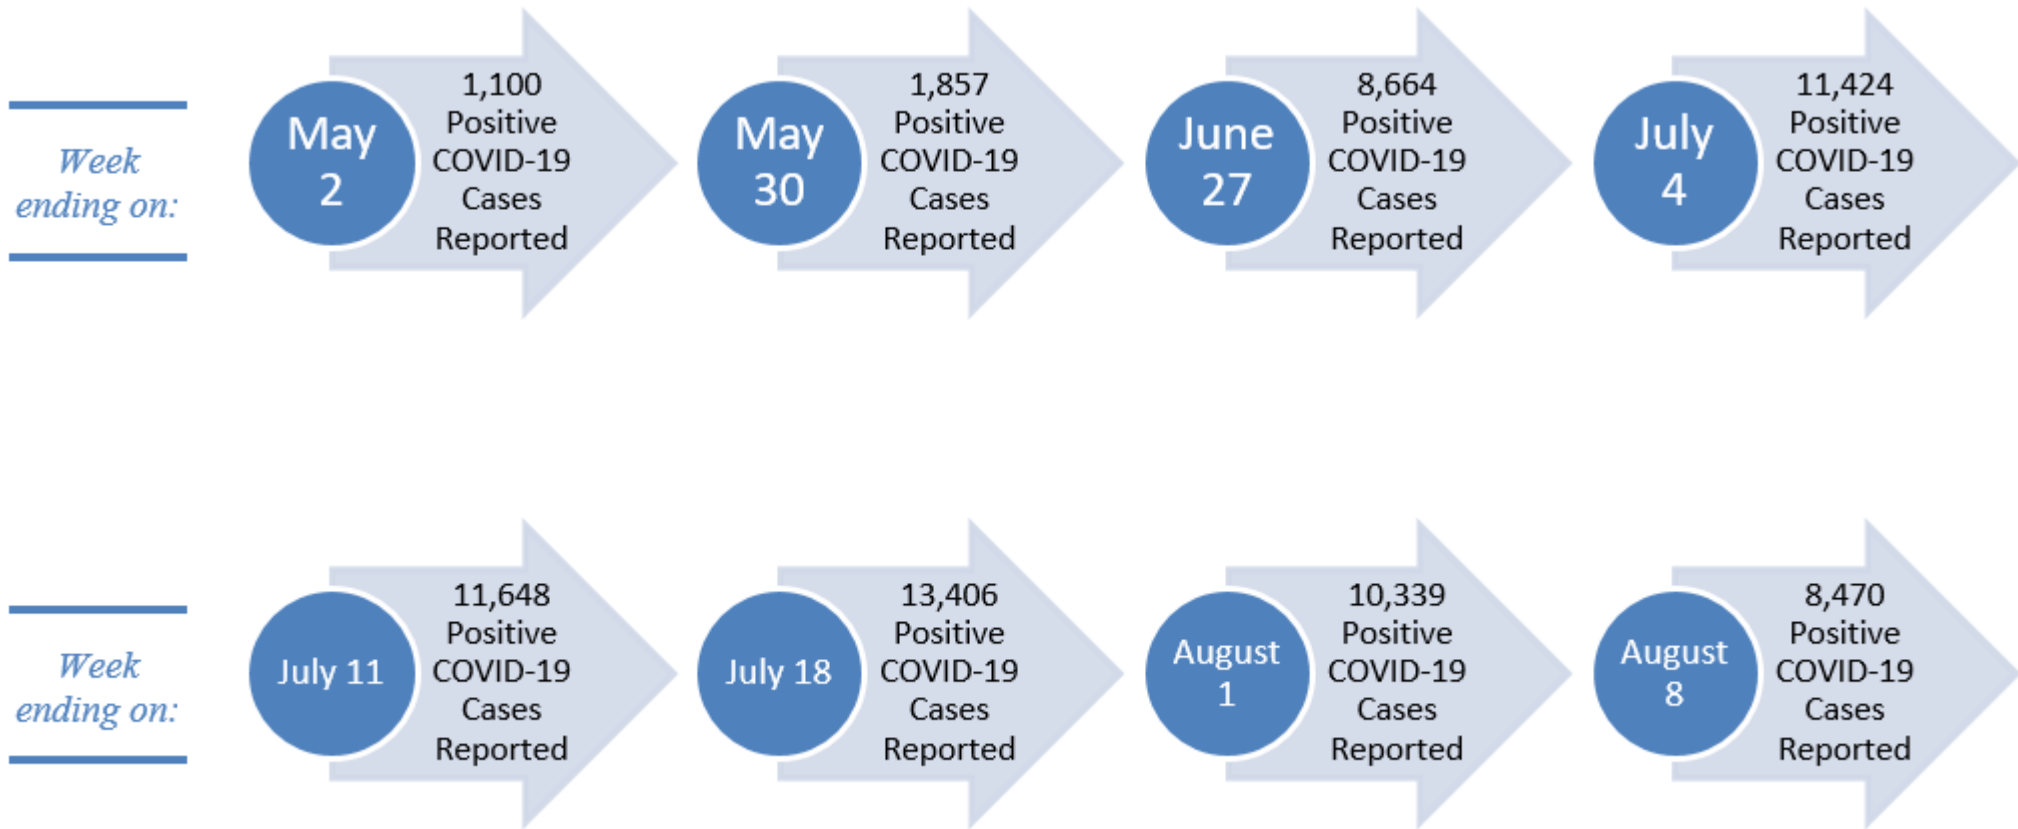 Week
ending on:
May
2
1,100
Positive
COVID-19
Cases
Reported
May
30
1,857
Positive
COVID-19
Cases
Reported
June
27
8,664
Positive
COVID-19
Cases
Reported
July
4
11,424
Positive
COVID-19
Cases
Reported
Week
ending on:
July 11
11,648
Positive
COVID-19
Cases
Reported
July 18
13,406
Positive
COVID-19
Cases
Reported
August
1
10,339
Positive
COVID-19
Cases
Reported
August
8
8,470
Positive
COVID-19
Cases
Reported